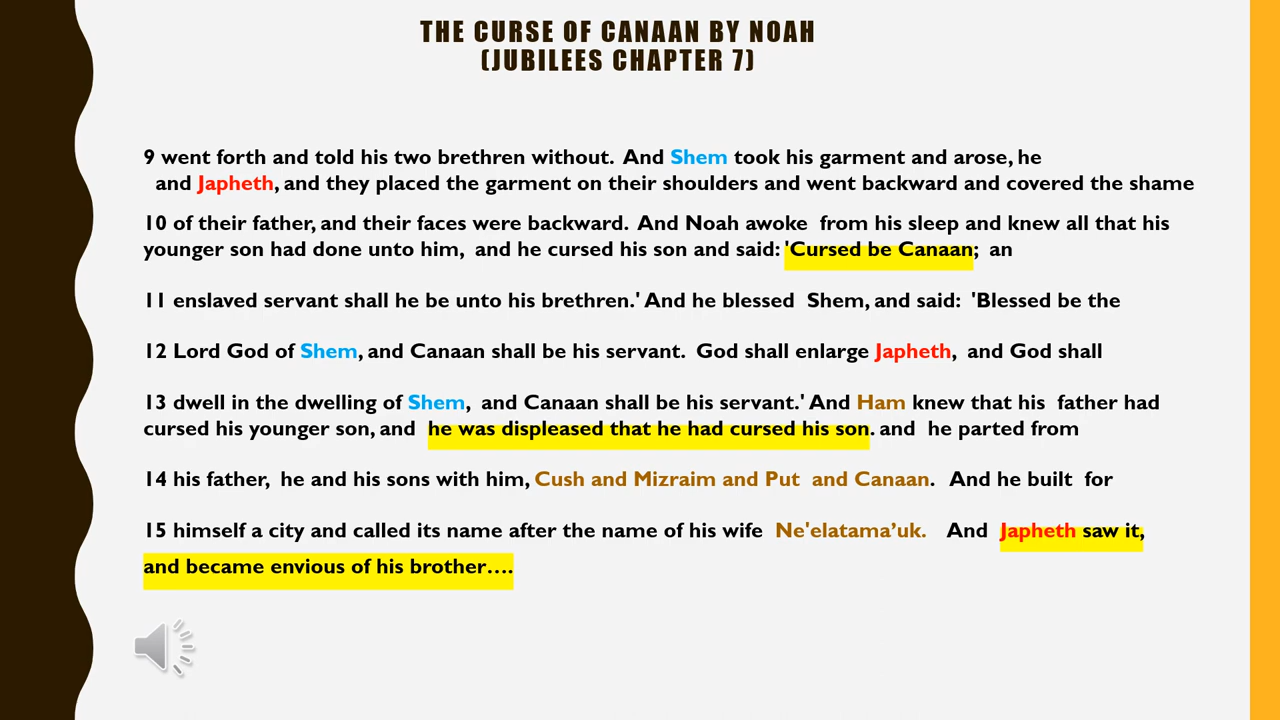 THE CURSE OF CANAAN BY NOAH
(JUBILEES CHAPTER 7)
9 went forth and told his two brethren without. And Shem took his garment and arose, he
and Japheth, and they placed the garment on their shoulders and went backward and covered the shame
10 of their father, and their faces were backward. And Noah awoke from his sleep and knew all that his
younger son had done unto him, and he cursed his son and said: 'Cursed be Canaan; an
11 enslaved servant shall he be unto his brethren.' And he blessed Shem, and said: 'Blessed be the
12 Lord God of Shem, and Canaan shall be his servant. God shall enlarge Japheth, and God shall
13 dwell in the dwelling of Shem, and Canaan shall be his servant.' And Ham knew that his father had
cursed his younger son, and he was displeased that he had cursed his son. and he parted from
14 his father, he and his sons with him, Cush and Mizraim and Put and Canaan. And he built for
15 himself a city and called its name after the name of his wife Ne'elatama’uk. And Japheth saw it,
and became envious of his brother….